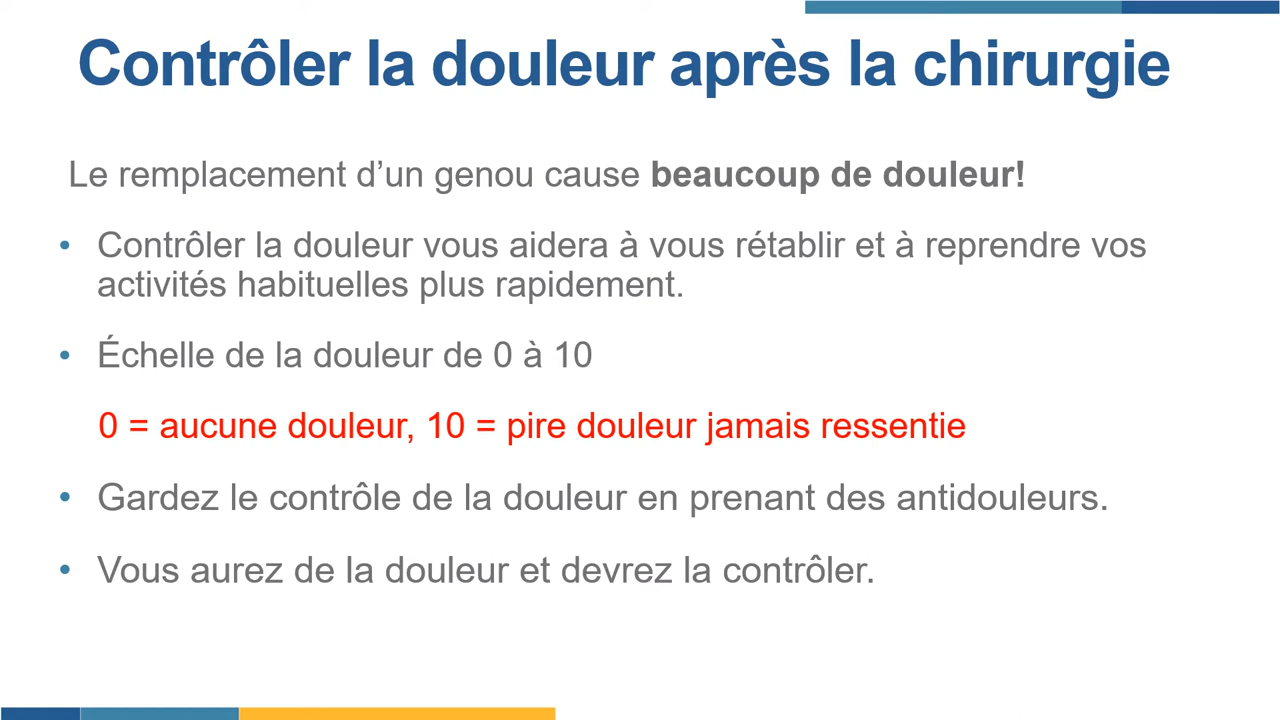 Contrôler la douleur après la chirurgie
Le remplacement d’un genou cause beaucoup de douleur!
• Contrôler la douleur vous aidera à vous rétablir et à reprendre vos
activités habituelles plus rapidement.
• Échelle de la douleur de 0 à 10
0 = aucune douleur, 10 = pire douleur jamais ressentie
• Gardez le contrôle de la douleur en prenant des antidouleurs.
• Vous aurez de la douleur et devrez la contrôler.